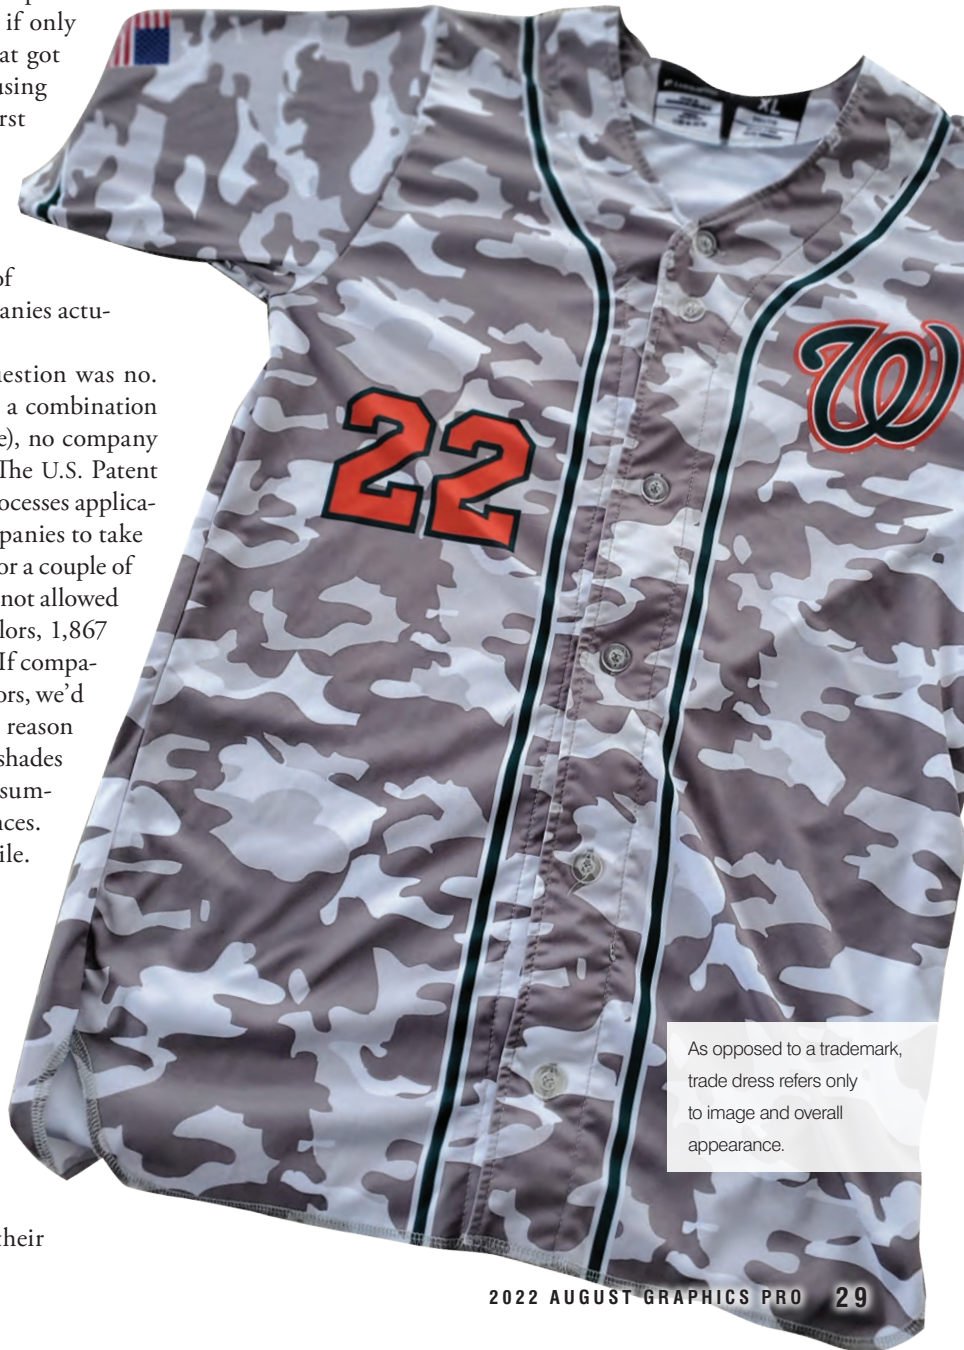 if only
at got
using
rst
of
anies actu-
estion was no.
a combination
e), no company
The U.S. Patent
ocesses applica-
panies to take
or a couple of
not allowed
lors, 1,867
If compa-
ors, we'd
reason
shades
sum-
nces.
ile.
their
XL
22
W
As opposed to a trademark,
trade dress refers only
to image and overall
appearance.
2022 AUGUST GRAPHICS PRO 29